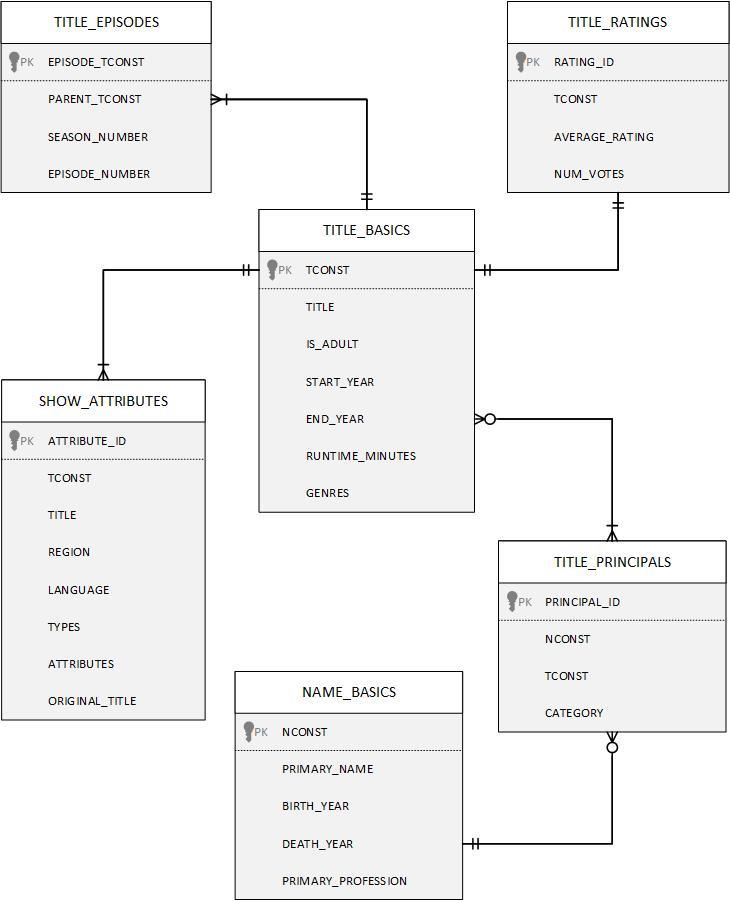 TITLE_EPISODES
PK EPISODE_TCONST
PARENT_TCONST
SEASON_NUMBER
EPISODE_NUMBER
TITLE_RATINGS
PK RATING_ID
TCONST
AVERAGE_RATING
NUM_VOTES
TITLE_BASICS
PK TCONST
TITLE
IS_ADULT
START_YEAR
END_YEAR
RUNTIME_MINUTES
GENRES
SHOW_ATTRIBUTES
PK ATTRIBUTE_ID
TCONST
TITLE
REGION
LANGUAGE
TYPES
ATTRIBUTES
ORIGINAL_TITLE
TITLE_PRINCIPALS
PK PRINCIPAL_ID
NCONST
TCONST
CATEGORY
NAME_BASICS
PK NCONST
PRIMARY_NAME
BIRTH_YEAR
DEATH_YEAR
PRIMARY_PROFESSION